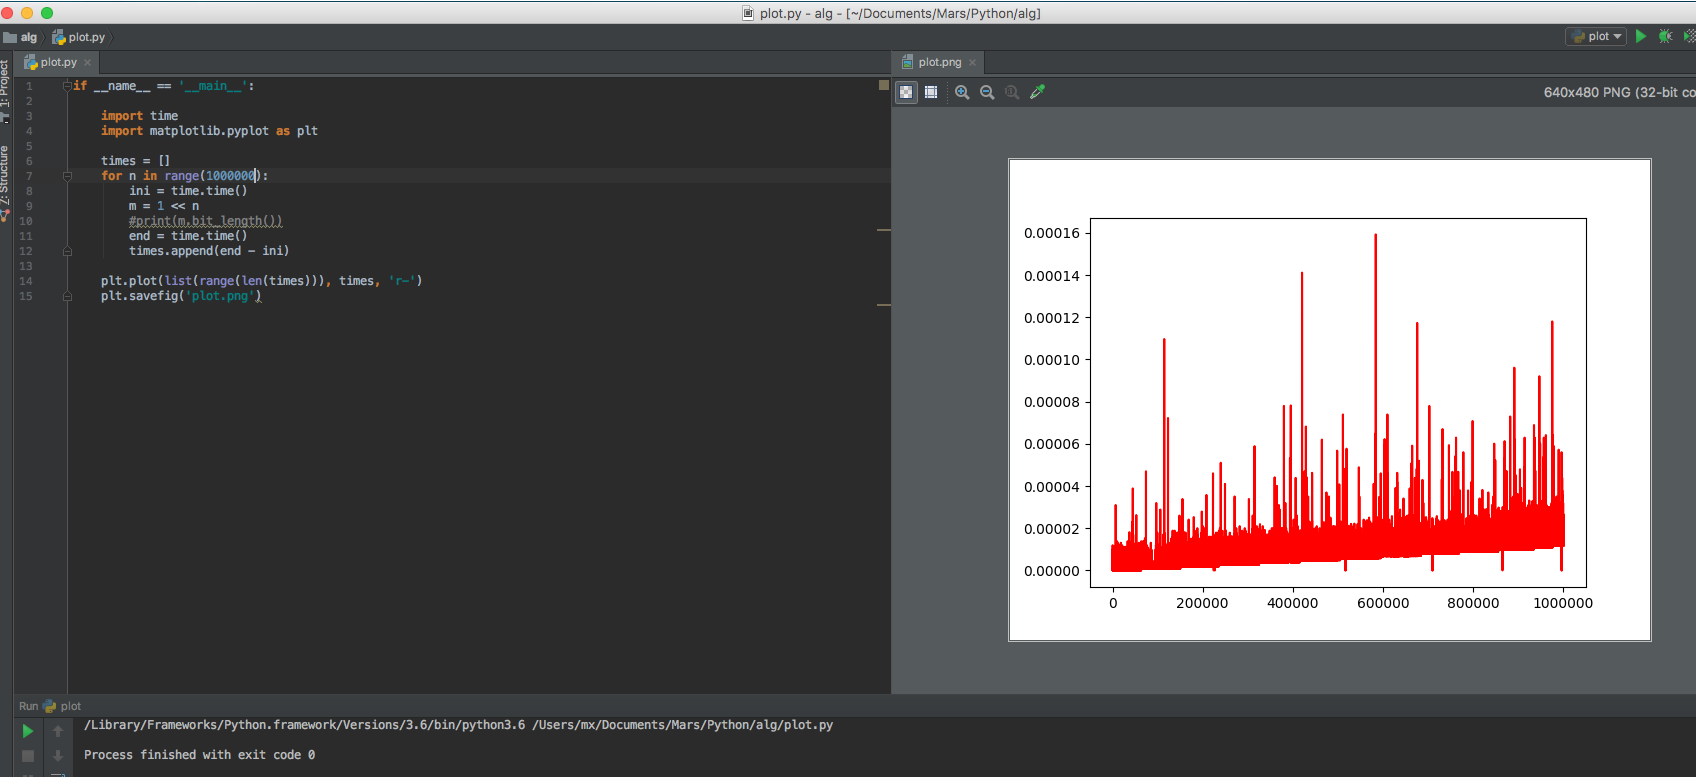 plot.py - alg - [~/Documents/Mars/Python/alg]
alg plot.py
plot
1: Project
7: Structure
plot.py
1 if __name__ == '__main__':
2
3 import time
4 import matplotlib.pyplot as plt
5
6 times = []
7 for n in range(1000000):
8 ini = time.time()
9 m = 1 << n
10 #print(m.bit_length())
11 end = time.time()
12 times.append(end - ini)
13
14 plt.plot(list(range(len(times))), times, 'r-')
15 plt.savefig('plot.png')
plot.png
640x480 PNG (32-bit co
0.00016
0.00014
0.00012
0.00010
0.00008
0.00006
0.00004
0.00002
0.00000
0 200000 400000 600000 800000 1000000
Run plot
/Library/Frameworks/Python.framework/Versions/3.6/bin/python3.6 /Users/mx/Documents/Mars/Python/alg/plot.py
Process finished with exit code 0